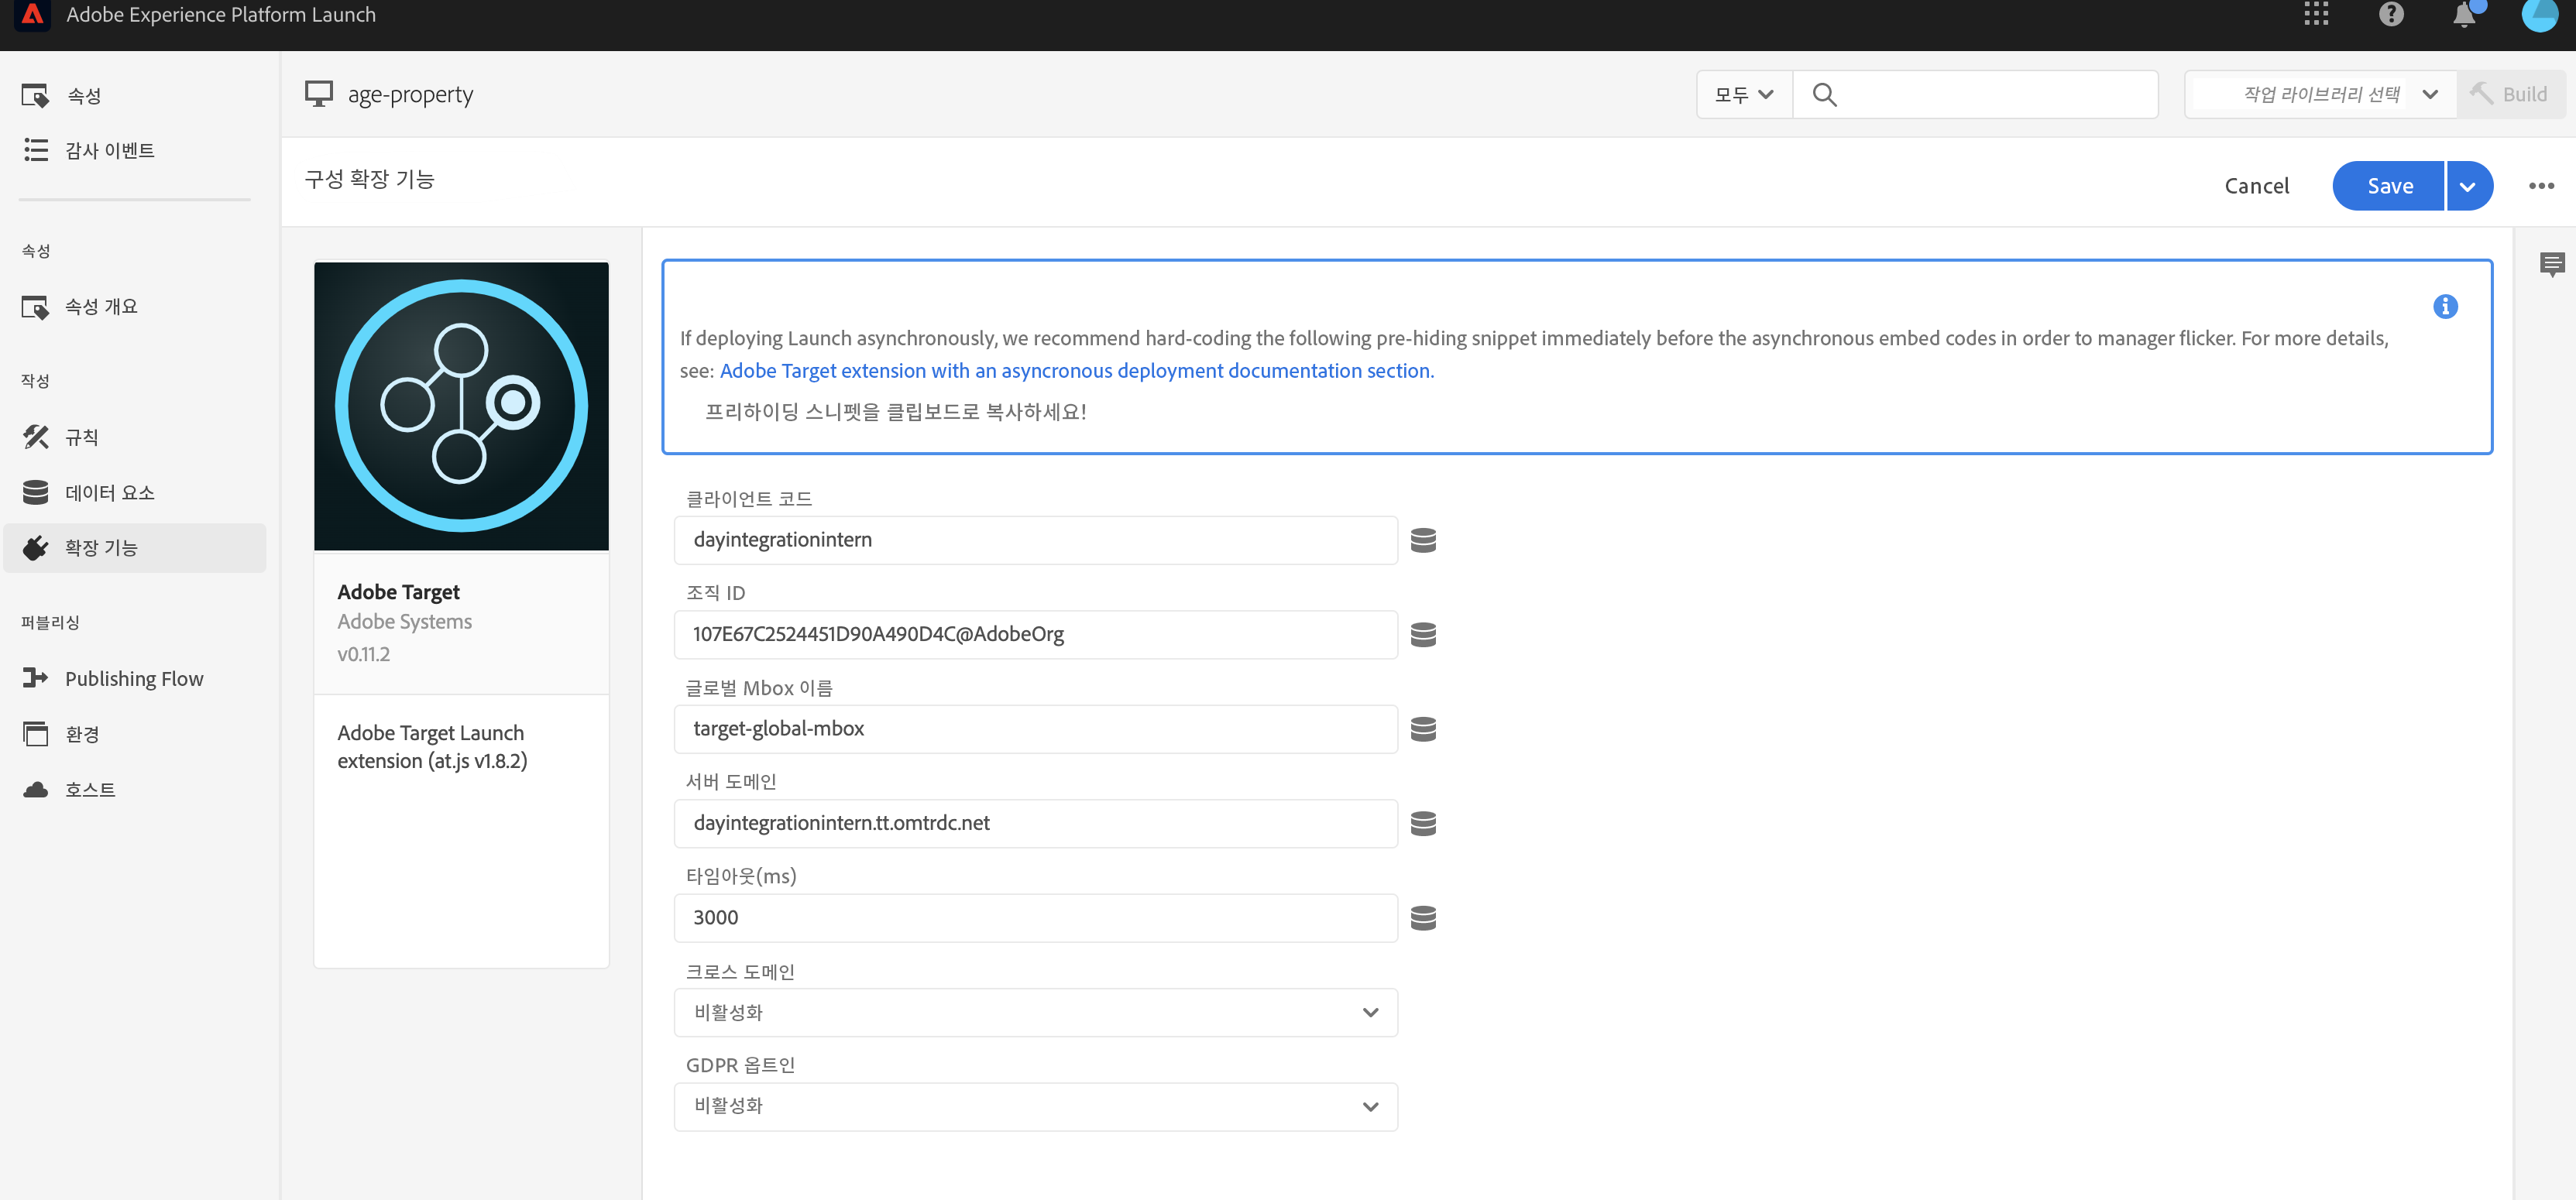 Adobe Experience Platform Launch
속성
감사 이벤트
속성
속성 개요
작성
규칙
데이터 요소
확장 기능
퍼블리싱
Publishing Flow
환경
호스트
age-property
모두
작업 라이브러리 선택
Build
구성 확장 기능
Cancel
Save
Adobe Target
Adobe Systems
v0.11.2
Adobe Target Launch
extension (at.js v1.8.2)
If deploying Launch asynchronously, we recommend hard-coding the following pre-hiding snippet immediately before the asynchronous embed codes in order to manager flicker. For more details,
see: Adobe Target extension with an asyncronous deployment documentation section.
프리하이딩 스니펫을 클립보드로 복사하세요!
클라이언트 코드
dayintegrationintern
조직 ID
107E67C2524451D90A490D4C@AdobeOrg
글로벌 Mbox 이름
target-global-mbox
서버 도메인
dayintegrationintern.tt.omtrdc.net
타임아웃(ms)
3000
크로스 도메인
비활성화
GDPR 옵트인
비활성화